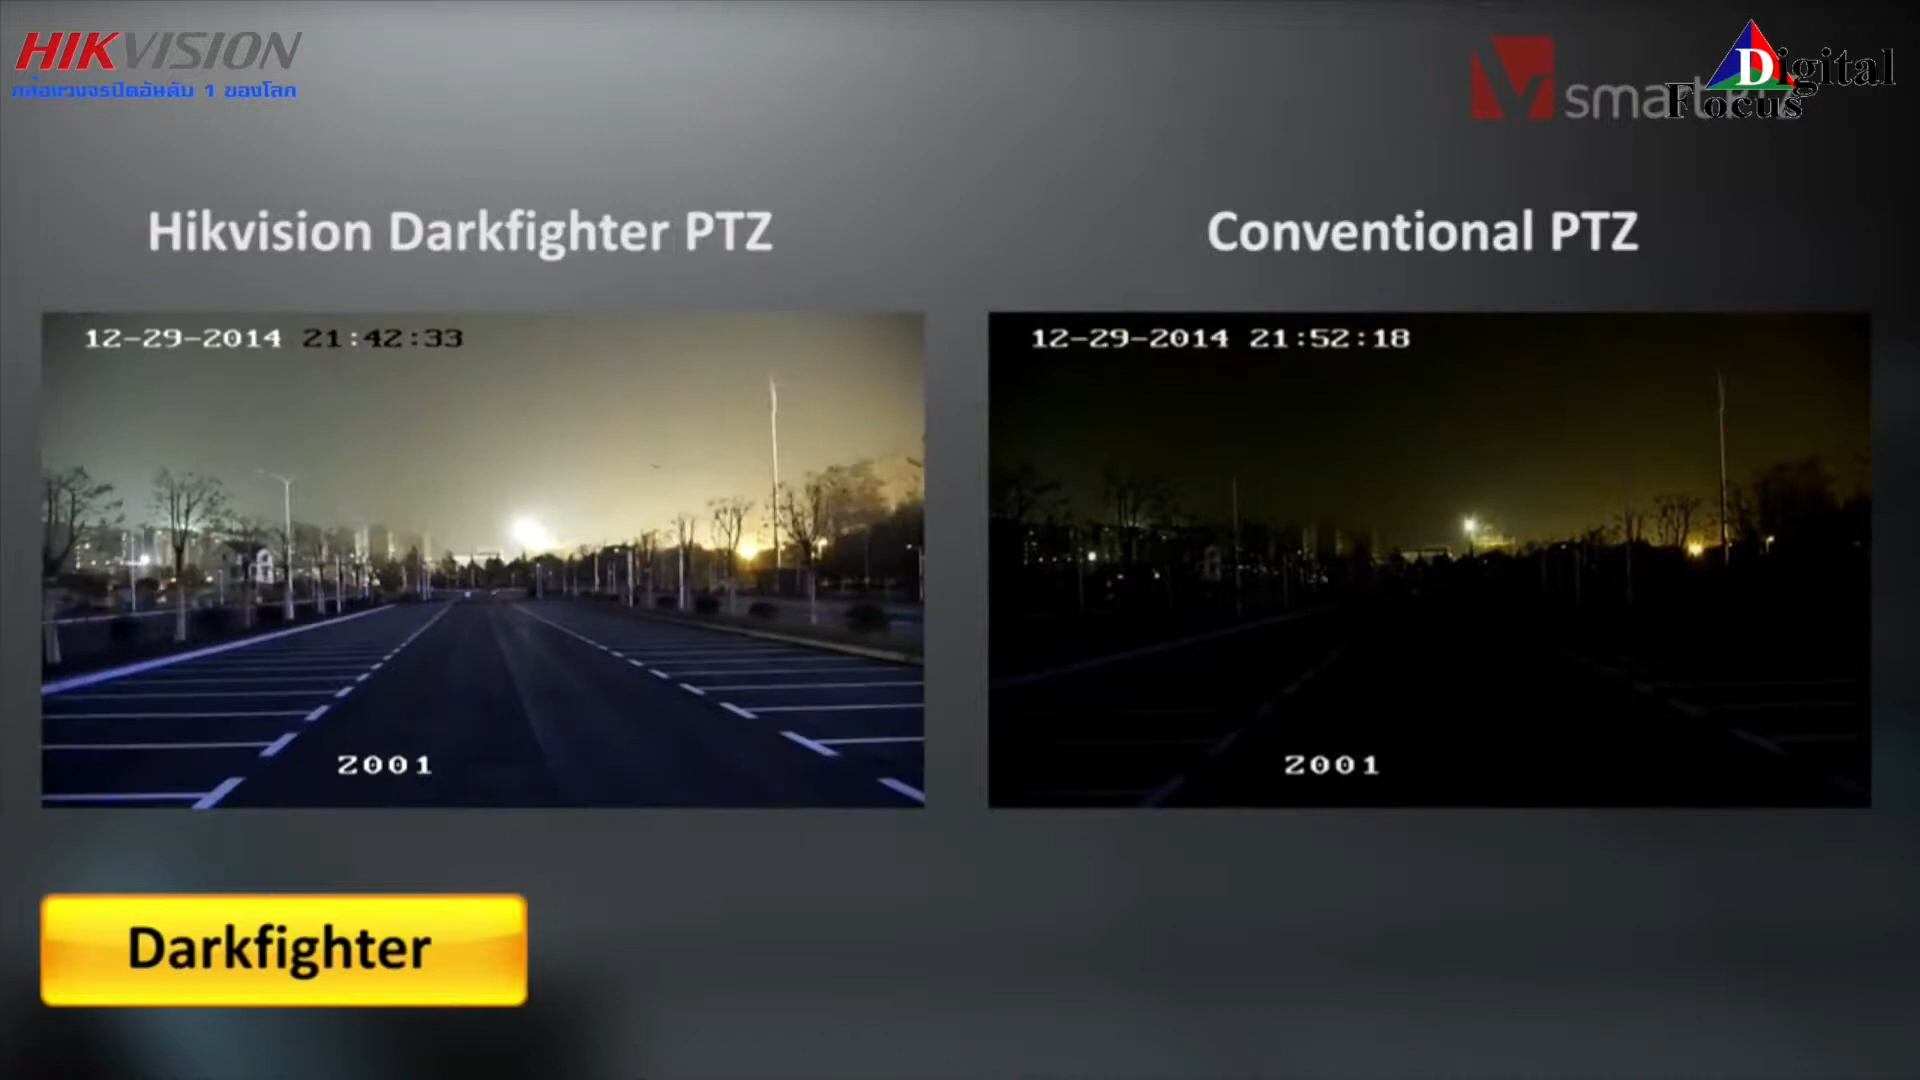 HIKVISION
กล้องวงจรปิดอันดับ 1 ของโลก
Digital
Focus
Hikvision Darkfighter PTZ
Conventional PTZ
12-29-2014 21:42:33
12-29-2014 21:52:18
2001
2001
Darkfighter